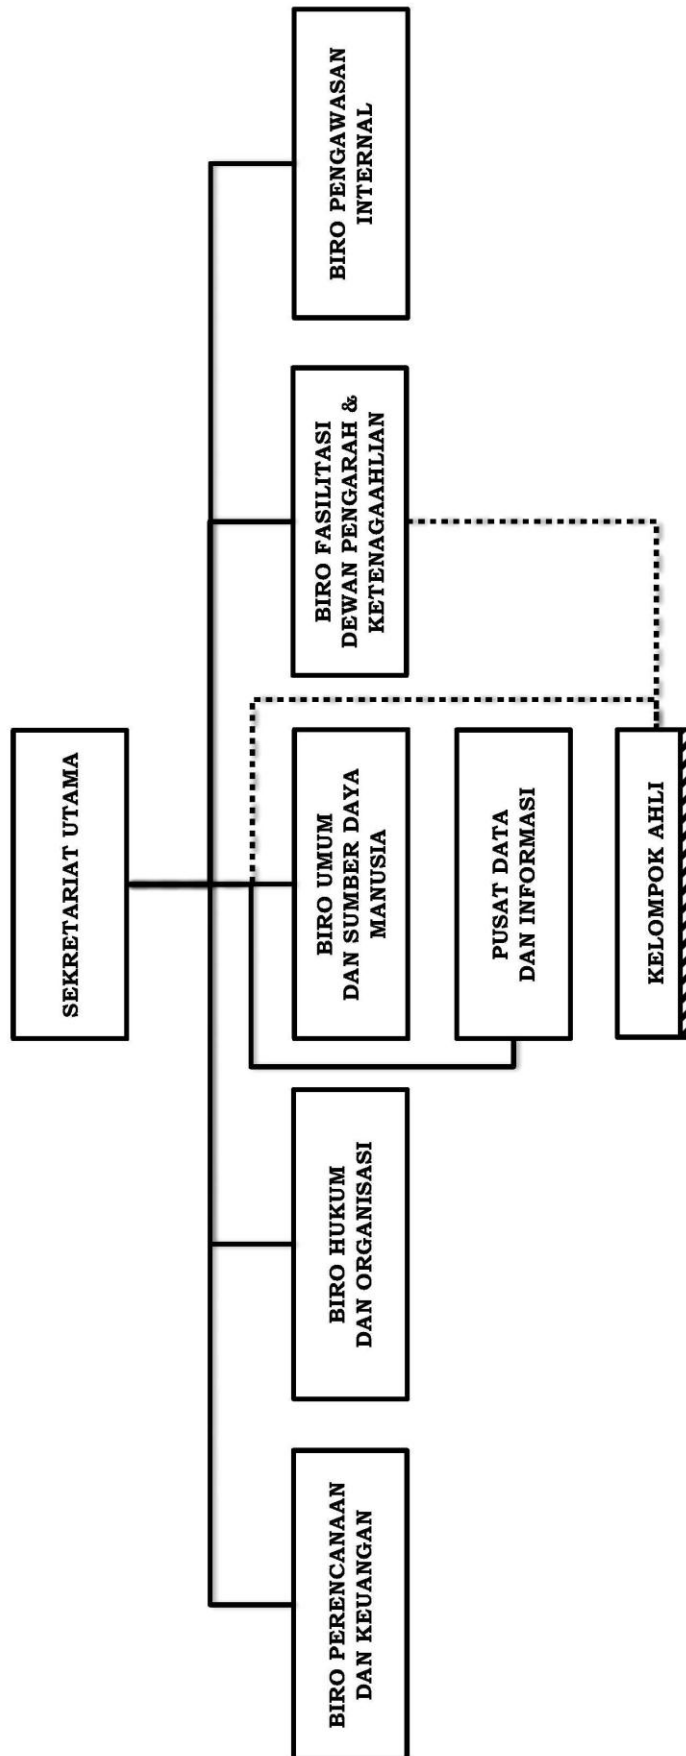 SEKRETARIAT UTAMA
BIRO PERENCANAAN
DAN KEUANGAN
BIRO HUKUM
DAN ORGANISASI
BIRO UMUM
DAN SUMBER DAYA
MANUSIA
BIRO FASILITASI
DEWAN PENGARAH &
KETENAGAAHLIAN
BIRO PENGAWASAN
INTERNAL
PUSAT DATA
DAN INFORMASI
KELOMPOK AHLI